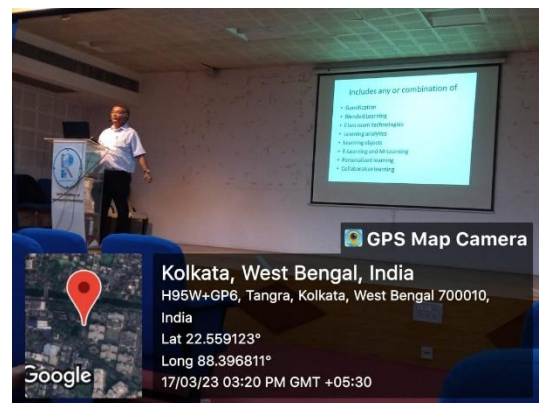 Includes any or combination of
• Gamification
• Blended Learning
• Classroom technologies
• Learning analytics
• learning objects
• E-Learning and M-Learning
• Personalized learning
• Collaborative learning
GPS Map Camera
Kolkata, West Bengal, India
H95W+GP6, Tangra, Kolkata, West Bengal 700010,
India
Lat 22.559123°
Long 88.396811°
17/03/23 03:20 PM GMT +05:30
Google